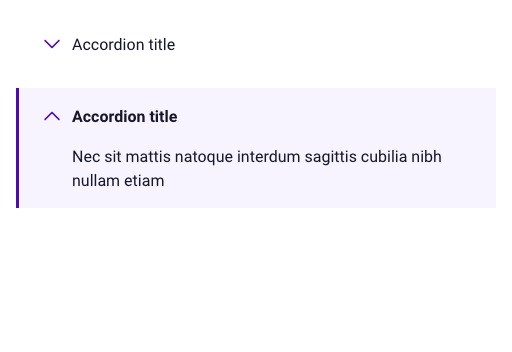 Accordion title
Accordion title
Nec sit mattis natoque interdum sagittis cubilia nibh
nullam etiam